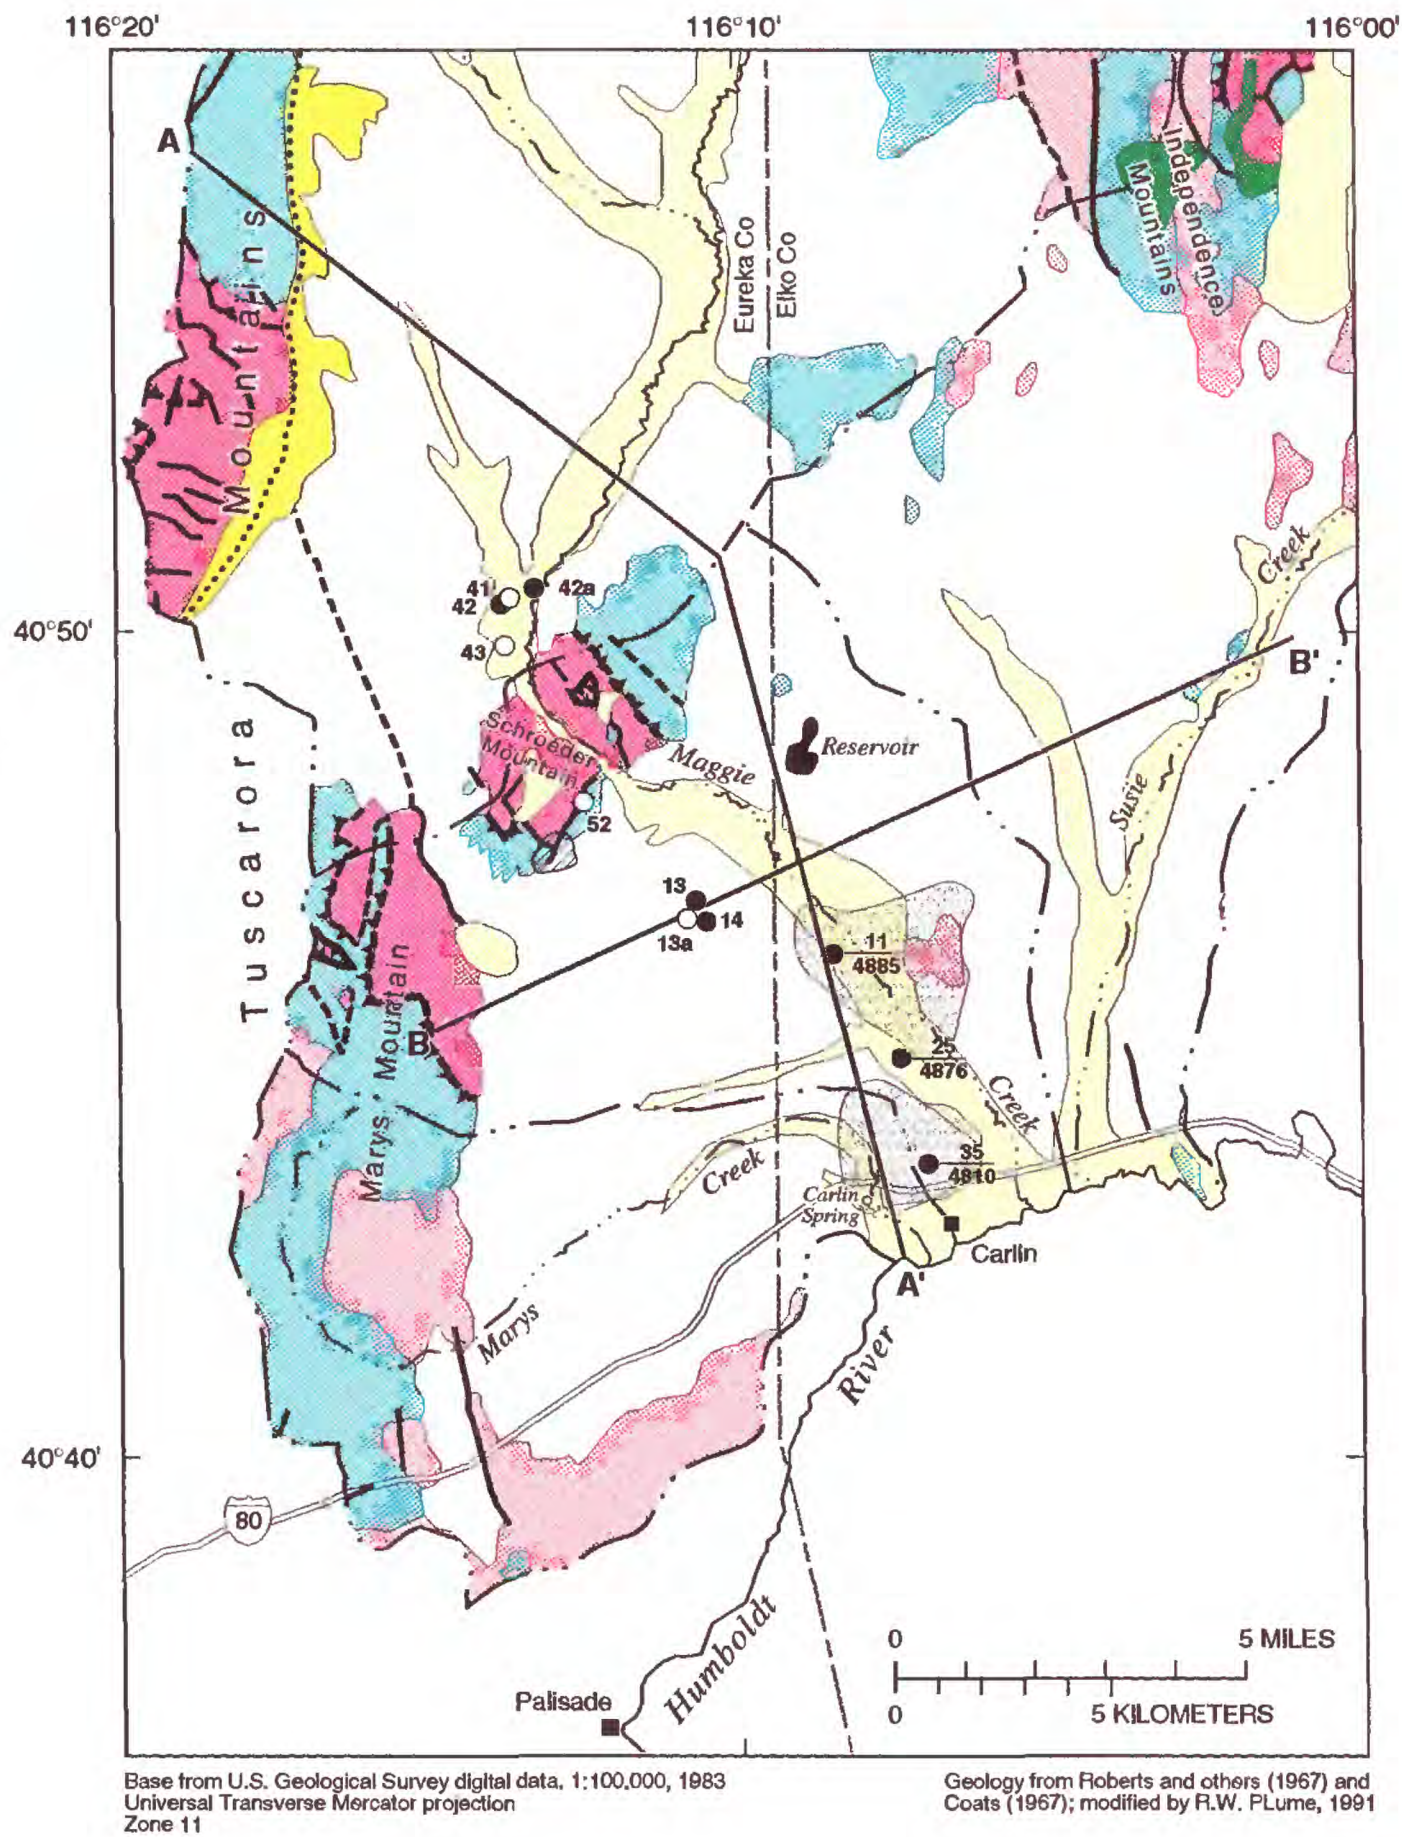 116°20'
116°10'
116°00'
A
Mountains
Eureka Co
Elko Co
Independence
Mountains
Creek
41
42
42a
40°50'
43
B'
Schroeder
Mountain
Maggie
Reservoir
Susie
Tuscarora
52
13
14
13a
11
4885
Marys Mountain
B
25
4876
Creek
35
4810
Creek
Carlin
Spring
Carlin
A'
Marys
River
40°40'
80
Humboldt
0
5 MILES
0
5 KILOMETERS
Palisade
Base from U.S. Geological Survey digital data, 1:100,000, 1983
Universal Transverse Mercator projection
Zone 11
Geology from Roberts and others (1967) and
Coats (1967); modified by R.W. PLume, 1991